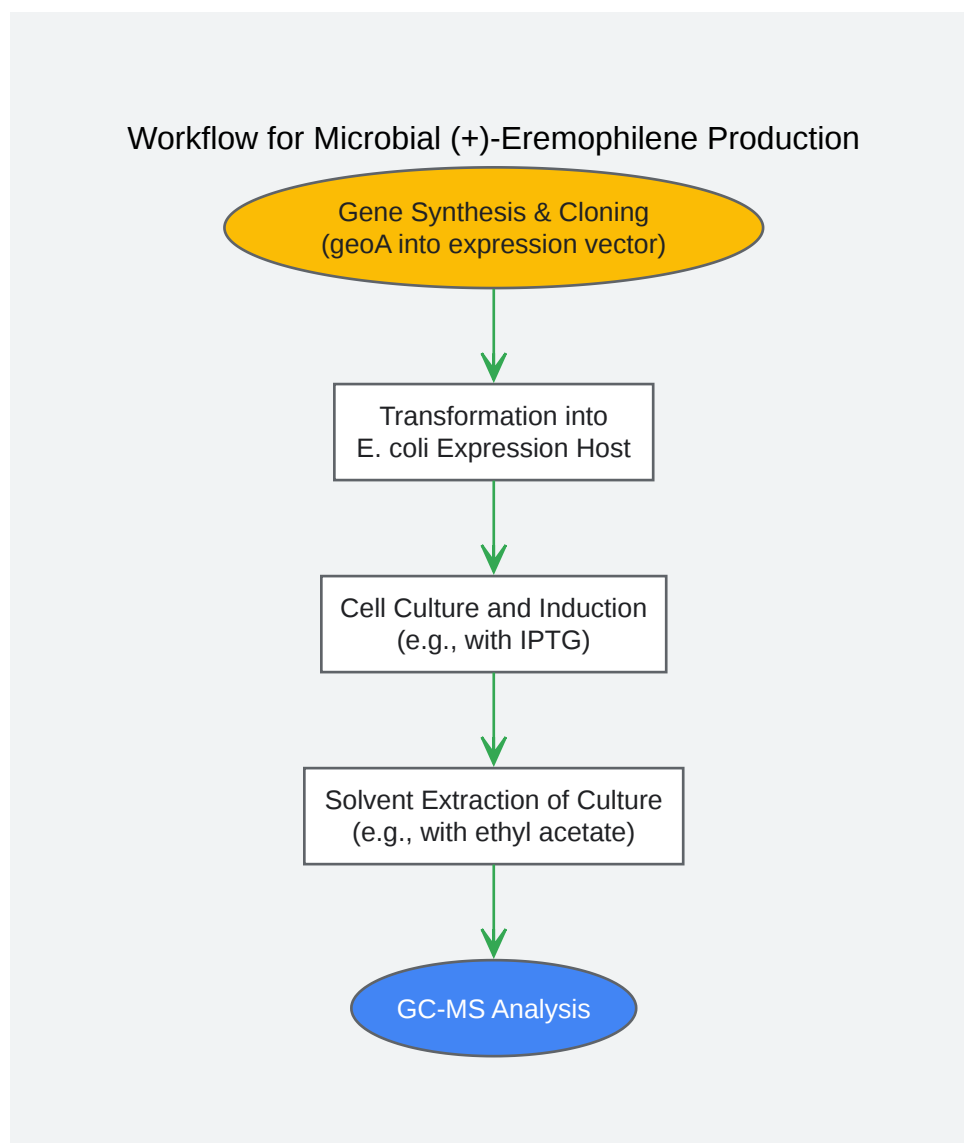 Workflow for Microbial (+)-Eremophilene Production
Gene Synthesis & Cloning
(geoA into expression vector)
Transformation into
E. coli Expression Host
Cell Culture and Induction
(e.g., with IPTG)
Solvent Extraction of Culture
(e.g., with ethyl acetate)
GC-MS Analysis